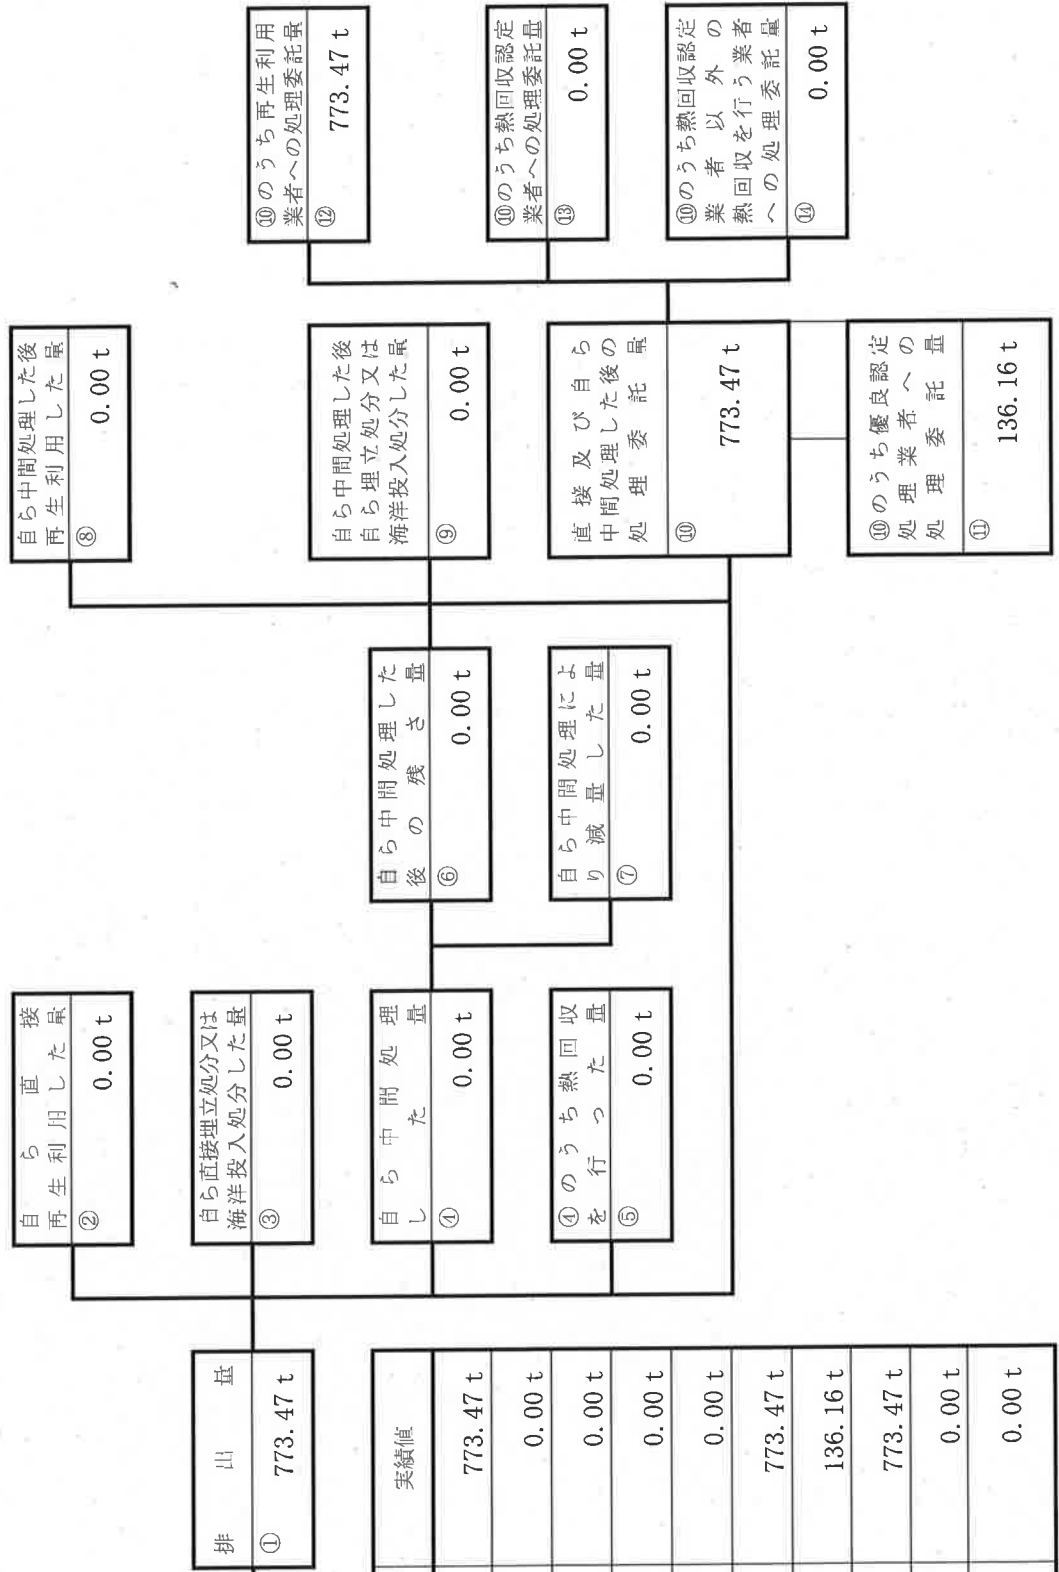 排出量
① 773.47 t
自ら直接
再生利用した量
② 0.00 t
自ら直接埋立処分又は
海洋投入処分した量
③ 0.00 t
自ら中間処理
した量
④ 0.00 t
④のうち熱回収
を行った量
⑤ 0.00 t
自ら中間処理した
後の残さ量
⑥ 0.00 t
自ら中間処理によ
り減量した量
⑦ 0.00 t
自ら中間処理した後
再生利用した量
⑧ 0.00 t
自ら中間処理した後
自ら埋立処分又は
海洋投入処分した量
⑨ 0.00 t
直接及び自ら
中間処理した後の
処理委託量
⑩ 773.47 t
⑩のうち優良認定
処理業者への
処理委託量
⑪ 136.16 t
⑩のうち再生利用
業者への処理委託量
⑫ 773.47 t
⑩のうち熱回収認定
業者への処理委託量
⑬ 0.00 t
⑩のうち熱回収認定
業者以外の
熱回収を行う業者
への処理委託量
⑭ 0.00 t
実績値
773.47 t
0.00 t
0.00 t
0.00 t
0.00 t
773.47 t
136.16 t
773.47 t
0.00 t
0.00 t